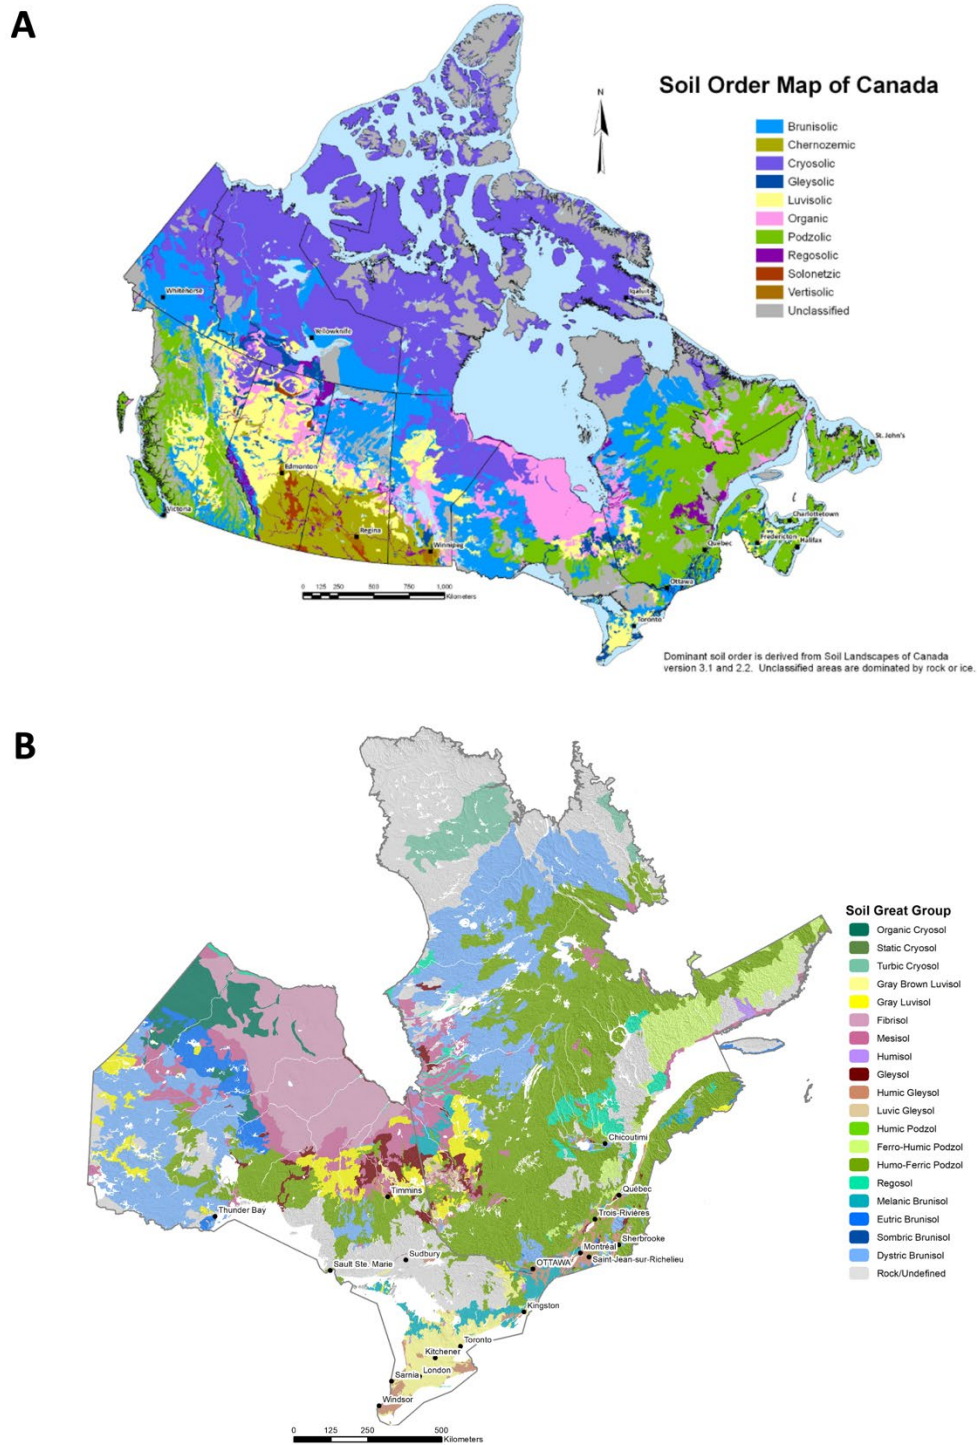 A
Soil Order Map of Canada
N
Brunisolic
Chernozemic
Cryosolic
Gleysolic
Luvisolic
Organic
Podzolic
Regosolic
Solonetzic
Vertisolic
Unclassified
Whitehorse
Yellowknife
Iqaluit
Edmonton
Victoria
Regina
Winnipeg
St. John's
Charlottetown
Fredericton
Halifax
Quebec
Ottawa
Toronto
0 125 250 500 750 1,000
Kilometers
Dominant soil order is derived from Soil Landscapes of Canada
version 3.1 and 2.2. Unclassified areas are dominated by rock or ice.
B
Soil Great Group
Organic Cryosol
Static Cryosol
Turbic Cryosol
Gray Brown Luvisol
Gray Luvisol
Fibrisol
Mesisol
Humisol
Gleysol
Humic Gleysol
Luvic Gleysol
Humic Podzol
Ferro-Humic Podzol
Humo-Ferric Podzol
Regosol
Melanic Brunisol
Eutric Brunisol
Sombric Brunisol
Dystric Brunisol
Rock/Undefined
Chicoutimi
Timmins
Québec
Thunder Bay
Trois-Rivières
Sherbrooke
Montréal
Sudbury
Saint-Jean-sur-Richelieu
Sault Ste. Marie
OTTAWA
Kingston
Toronto
Kitchener
London
Sarnia
Windsor
0 125 250 500
Kilometers